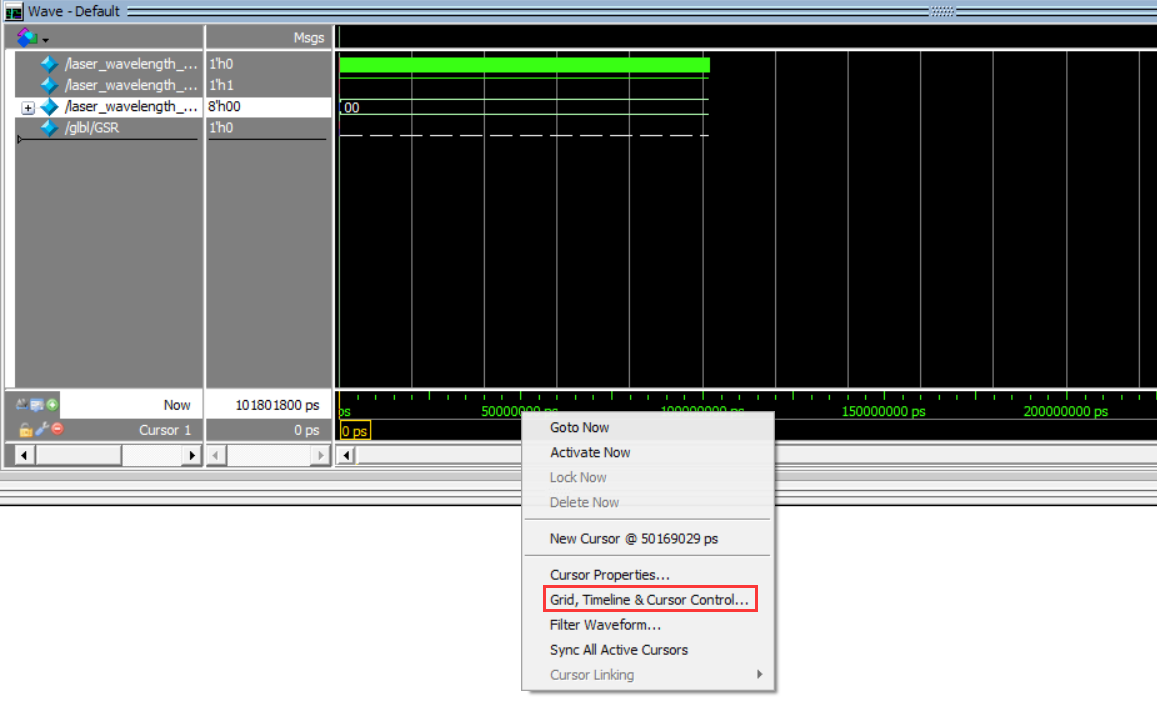 Wave - Default
Msgs
/laser_wavelength_... 1'h0
/laser_wavelength_... 1'h1
/laser_wavelength_... 8'h00 00
/glbl/GSR 1'h0
Now 101801800 ps ps 50000000 ps 100000000 ps 150000000 ps 200000000 ps
Cursor 1 0 ps 0 ps
Goto Now
Activate Now
Lock Now
Delete Now
New Cursor @ 50169029 ps
Cursor Properties...
Grid, Timeline & Cursor Control...
Filter Waveform...
Sync All Active Cursors
Cursor Linking